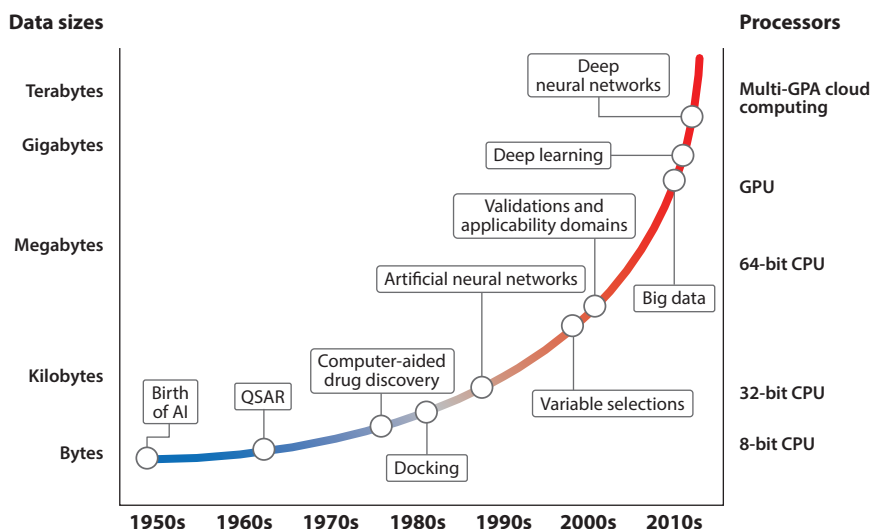 Data sizes
Processors
Terabytes
Gigabytes
Megabytes
Kilobytes
Bytes
Deep
neural networks
Deep learning
Validations and
applicability domains
Artificial neural networks
Big data
Computer-aided
drug discovery
Variable selections
Birth
of AI
QSAR
Docking
Multi-GPA cloud
computing
GPU
64-bit CPU
32-bit CPU
8-bit CPU
1950s 1960s 1970s 1980s 1990s 2000s 2010s